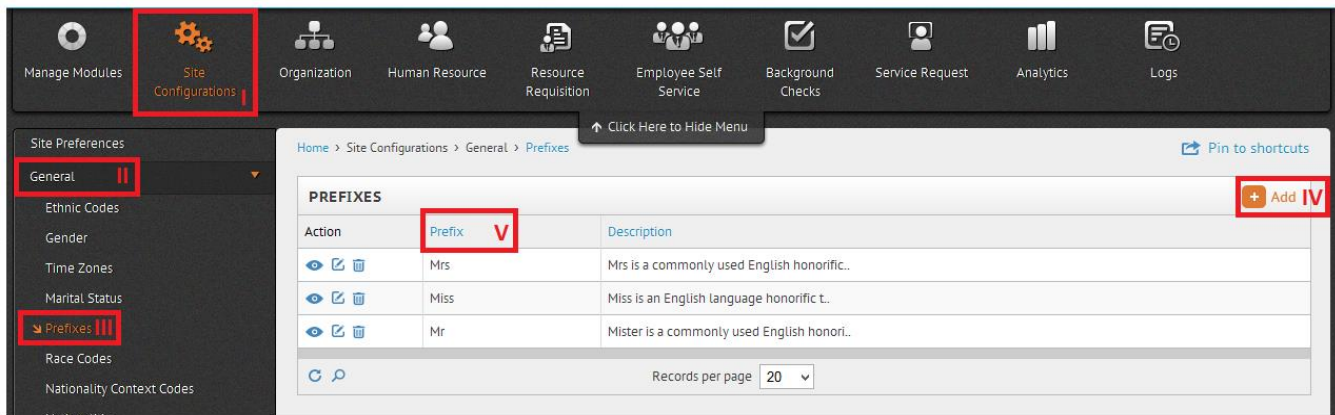 Manage Modules
Site
Configurations I
Organization
Human Resource
Resource
Requisition
Employee Self
Service
Background
Checks
Service Request
Analytics
Logs
↑ Click Here to Hide Menu
Site Preferences
General II
Ethnic Codes
Gender
Time Zones
Marital Status
Prefixes III
Race Codes
Nationality Context Codes
Home > Site Configurations > General > Prefixes
Pin to shortcuts
PREFIXES
+ Add IV
Action Prefix V Description
Mrs Mrs is a commonly used English honorific..
Miss Miss is an English language honorific t..
Mr Mister is a commonly used English honori..
Records per page 20